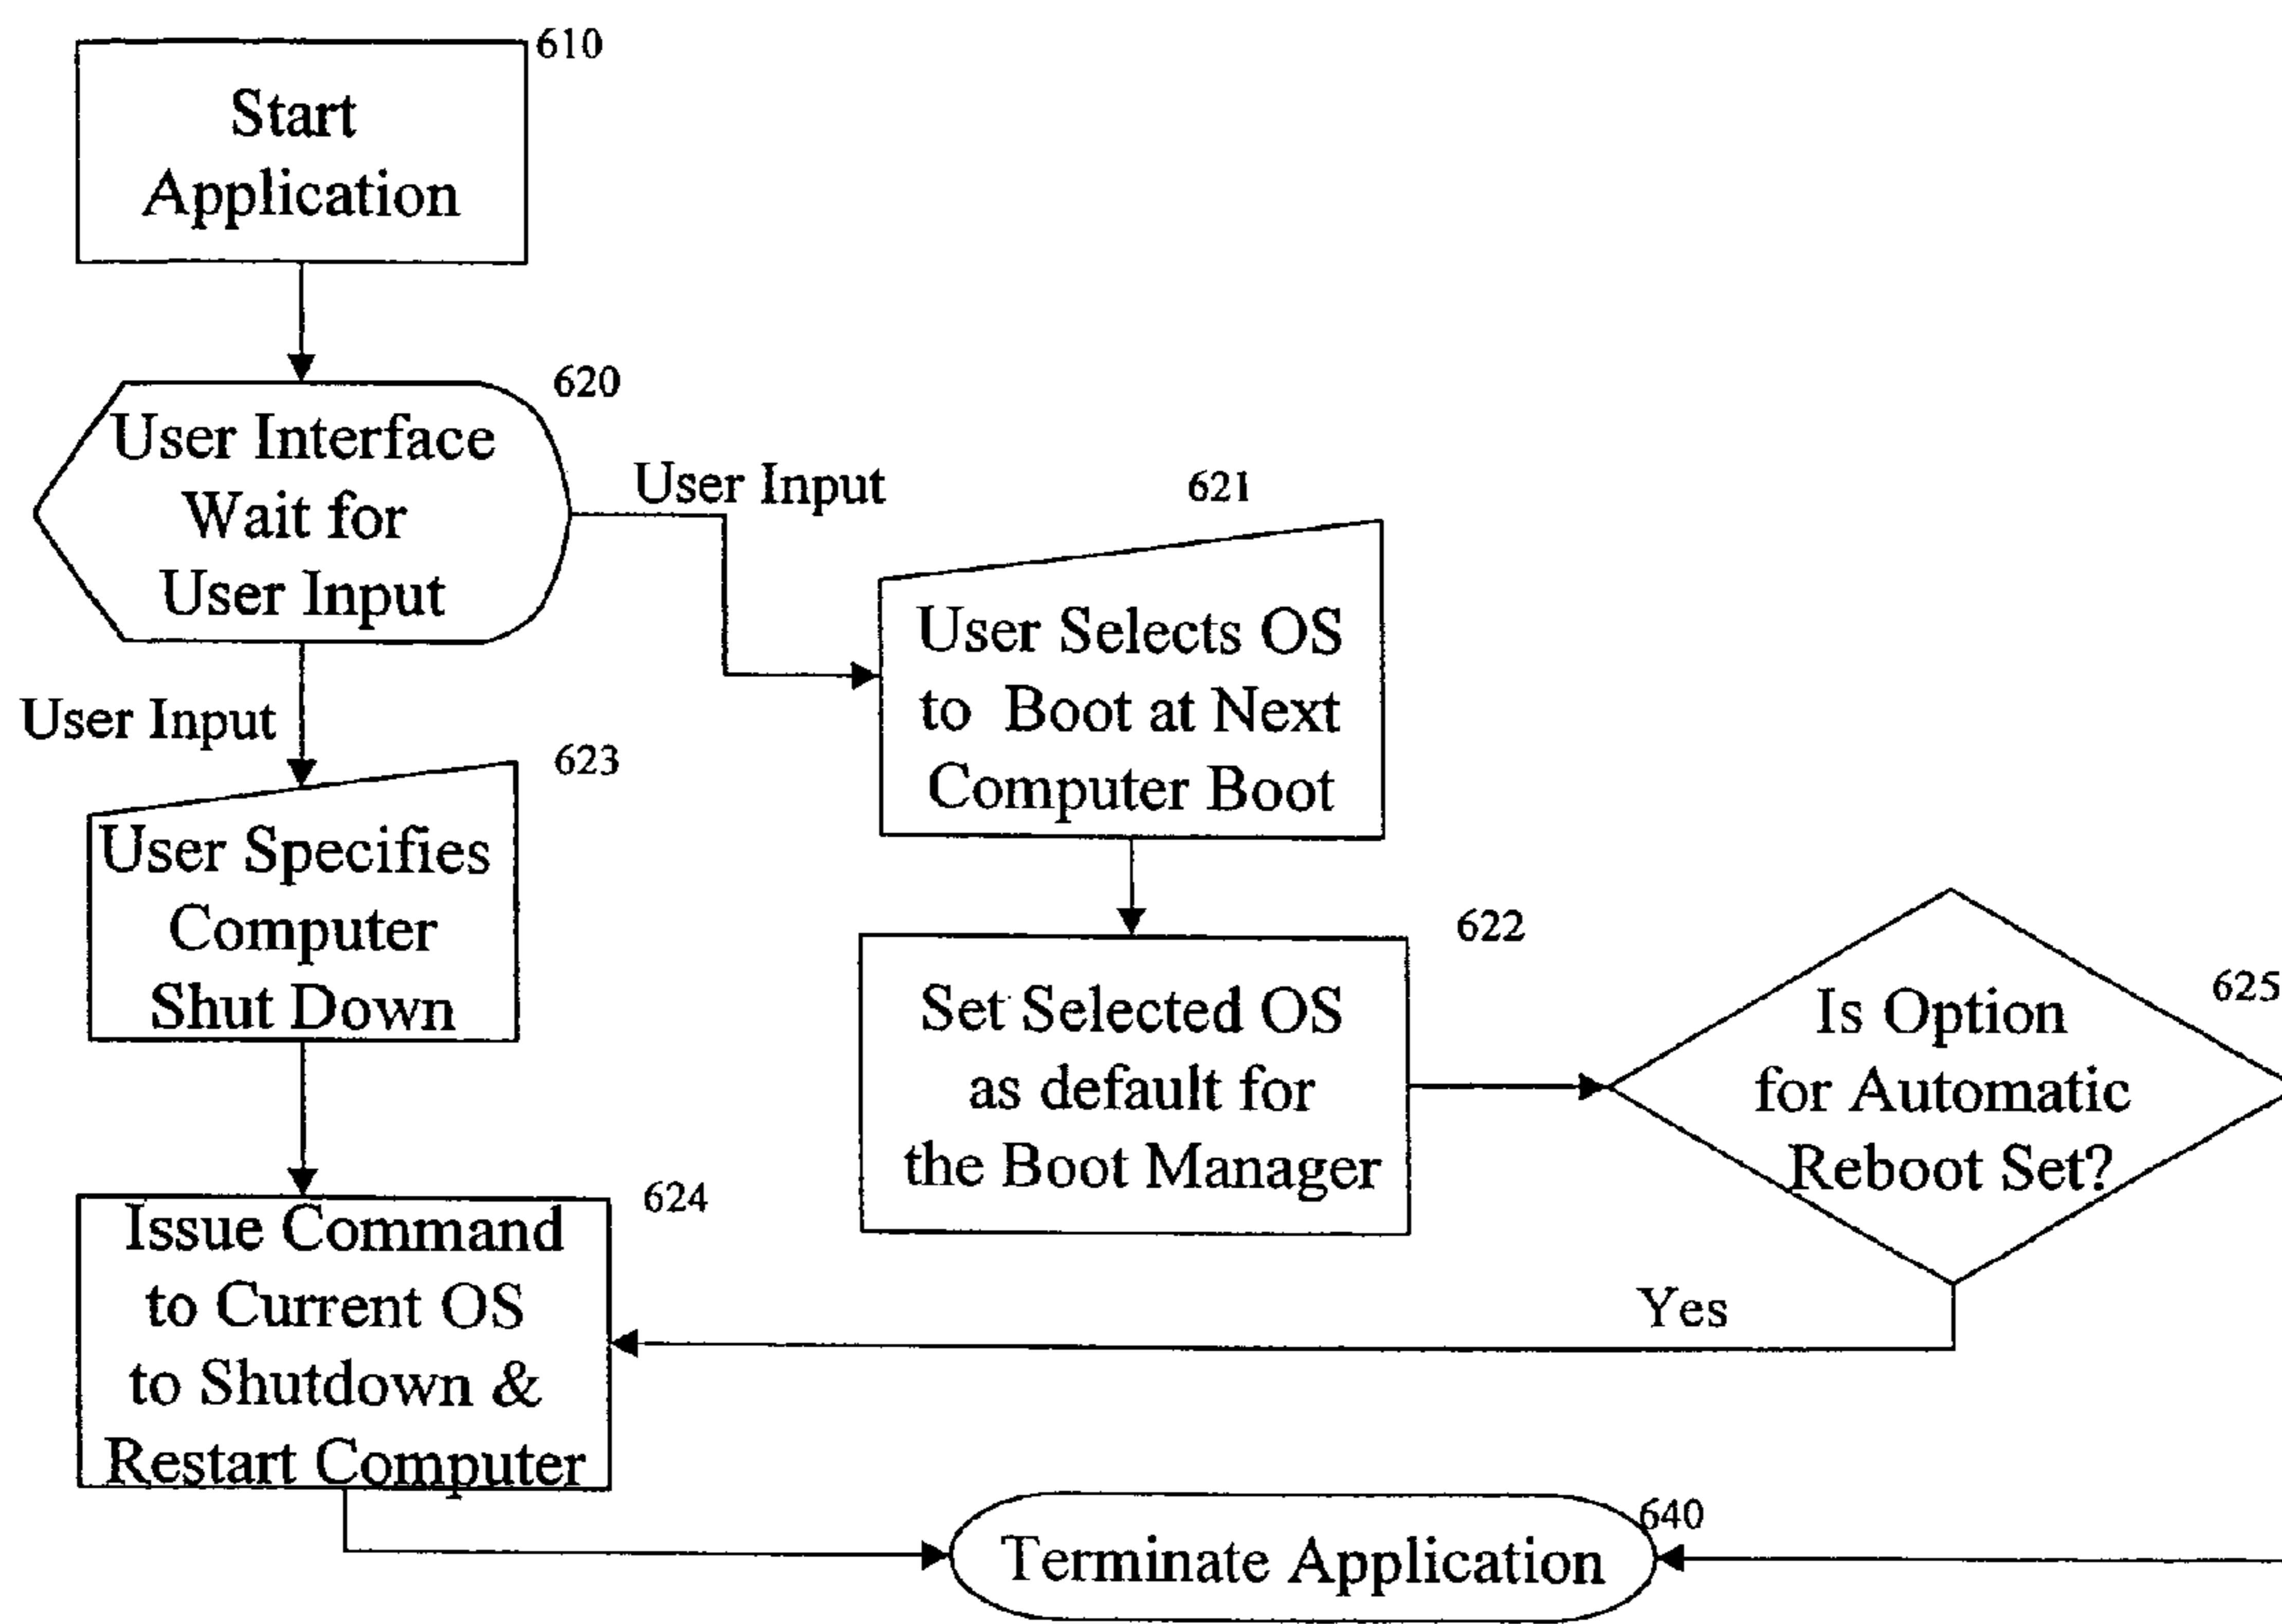 610
Start
Application
620
User Interface
Wait for
User Input
User Input
621
User Selects OS
to Boot at Next
Computer Boot
User Input
623
User Specifies
Computer
Shut Down
622
Set Selected OS
as default for
the Boot Manager
625
Is Option
for Automatic
Reboot Set?
Yes
624
Issue Command
to Current OS
to Shutdown &
Restart Computer
640
Terminate Application